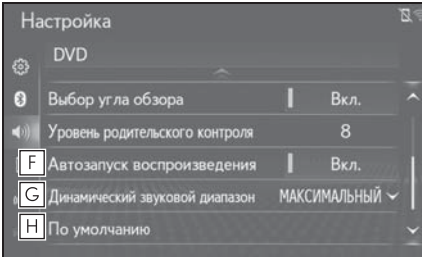 Настройка
DVD
Выбор угла обзора Вкл.
Уровень родительского контроля 8
F Автозапуск воспроизведения Вкл.
G Динамический звуковой диапазон МАКСИМАЛЬНЫЙ
H По умолчанию